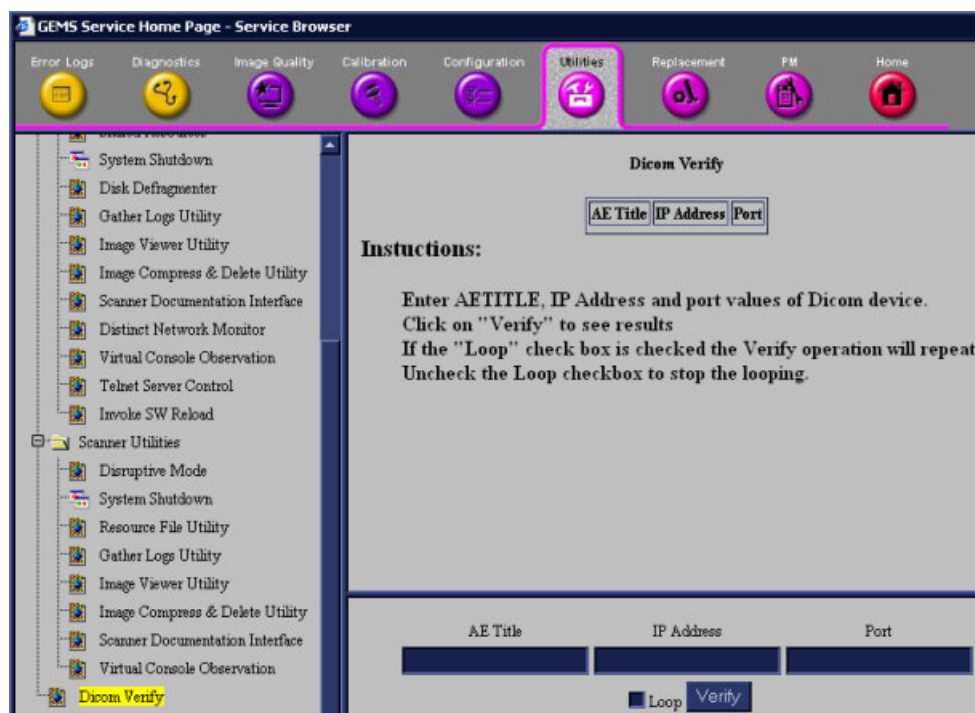 GEMS Service Home Page - Service Browser
Error Logs
Diagnostics
Image Quality
Calibration
Configuration
Utilities
Replacement
PM
Home
System Shutdown
Disk Defragmenter
Gather Logs Utility
Image Viewer Utility
Image Compress & Delete Utility
Scanner Documentation Interface
Distinct Network Monitor
Virtual Console Observation
Telnet Server Control
Invoke SW Reload
Scanner Utilities
Disruptive Mode
System Shutdown
Resource File Utility
Gather Logs Utility
Image Viewer Utility
Image Compress & Delete Utility
Scanner Documentation Interface
Virtual Console Observation
Dicom Verify
Dicom Verify
AE Title IP Address Port
Instuctions:
Enter AETITLE, IP Address and port values of Dicom device.
Click on "Verify" to see results
If the "Loop" check box is checked the Verify operation will repeat
Uncheck the Loop checkbox to stop the looping.
AE Title IP Address Port
Loop Verify